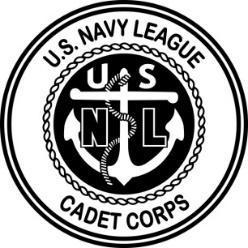 U.S. NAVY LEAGUE
U S
N L
CADET CORPS